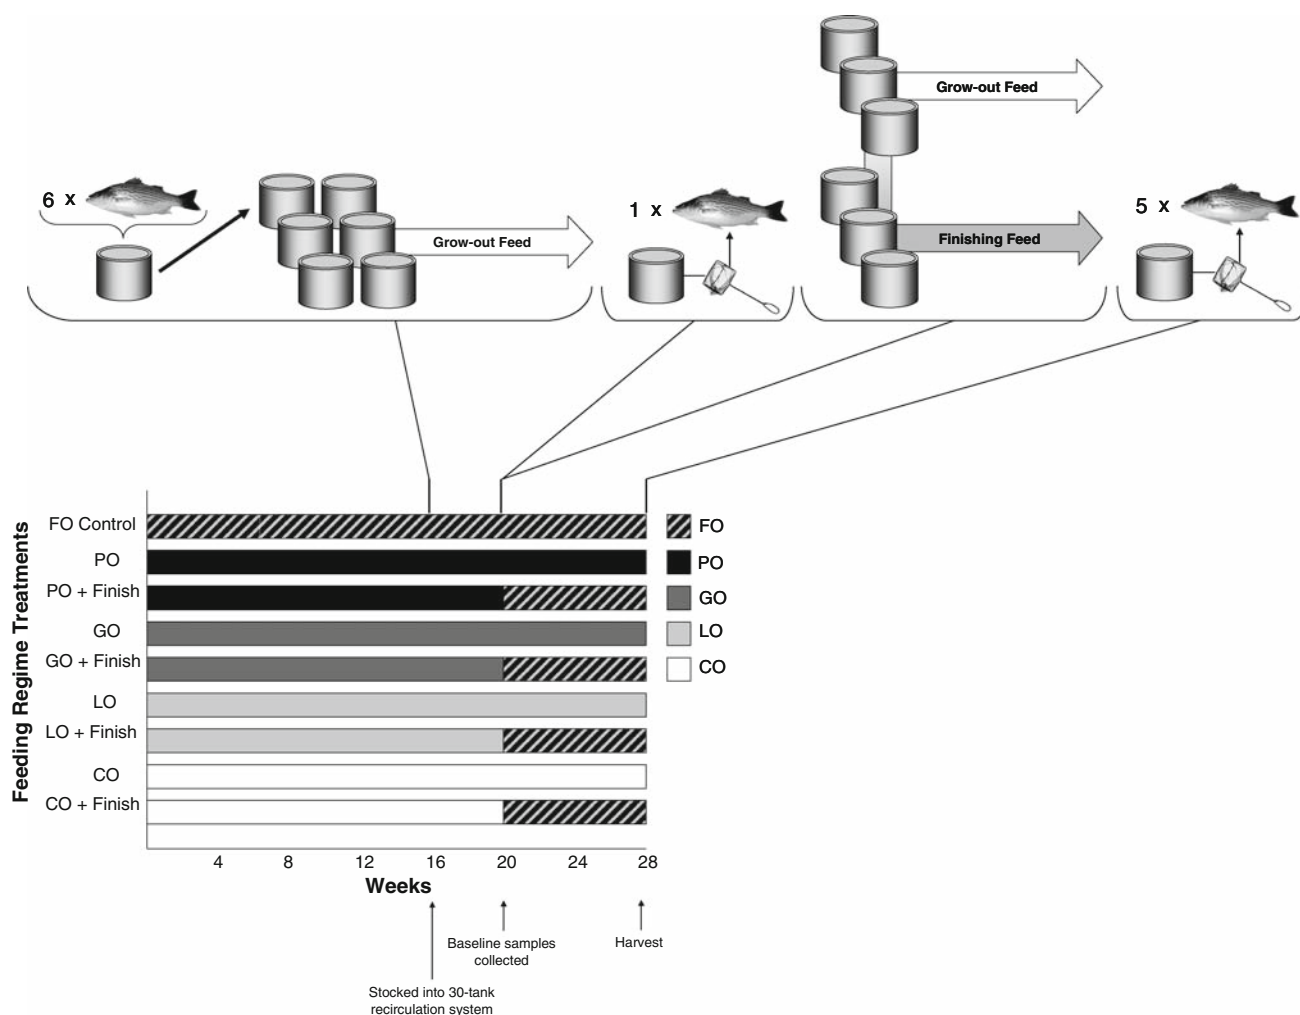 Grow-out Feed
6 x
Grow-out Feed
1 x
Finishing Feed
5 x
Feeding Regime Treatments
FO Control
PO
PO + Finish
GO
GO + Finish
LO
LO + Finish
CO
CO + Finish
FO
PO
GO
LO
CO
4 8 12 16 20 24 28
Weeks
Baseline samples
collected
Harvest
Stocked into 30-tank
recirculation system